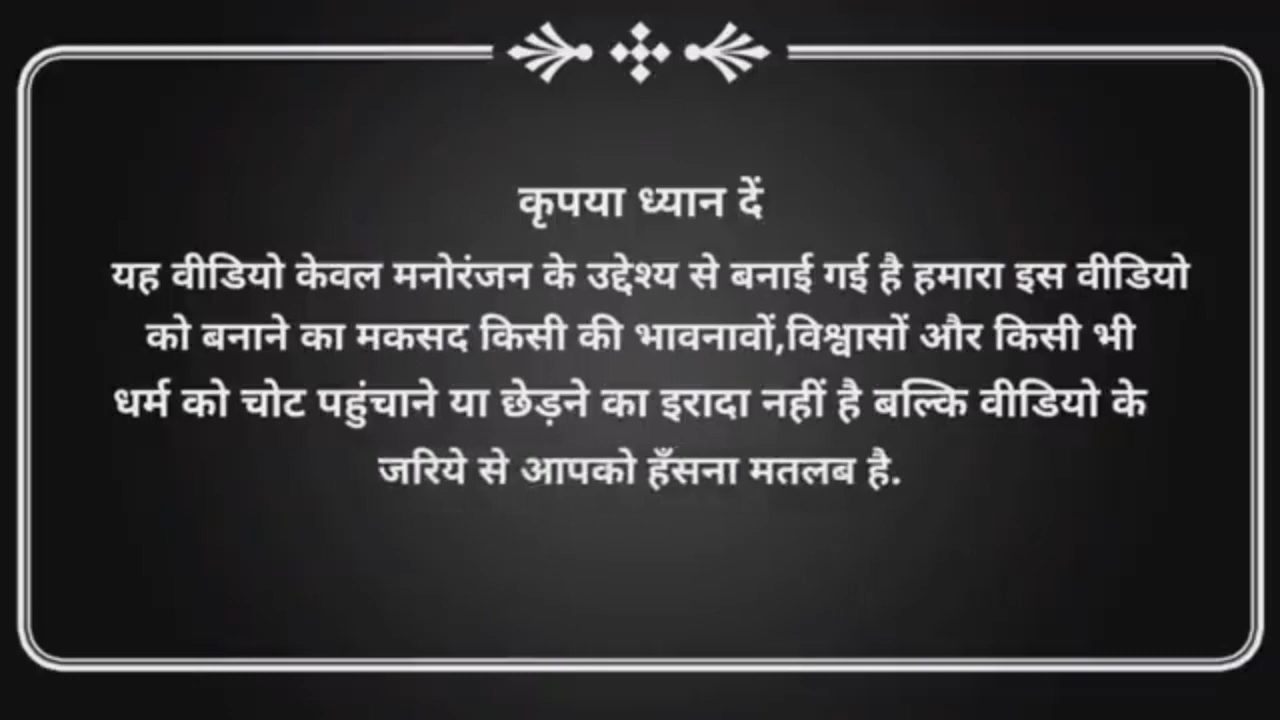 कृपया ध्यान दें
यह वीडियो केवल मनोरंजन के उद्देश्य से बनाई गई है हमारा इस वीडियो
को बनाने का मकसद किसी की भावनावों,विश्वासों और किसी भी
धर्म को चोट पहुंचाने या छेड़ने का इरादा नहीं है बल्कि वीडियो के
जरिये से आपको हँसना मतलब है.